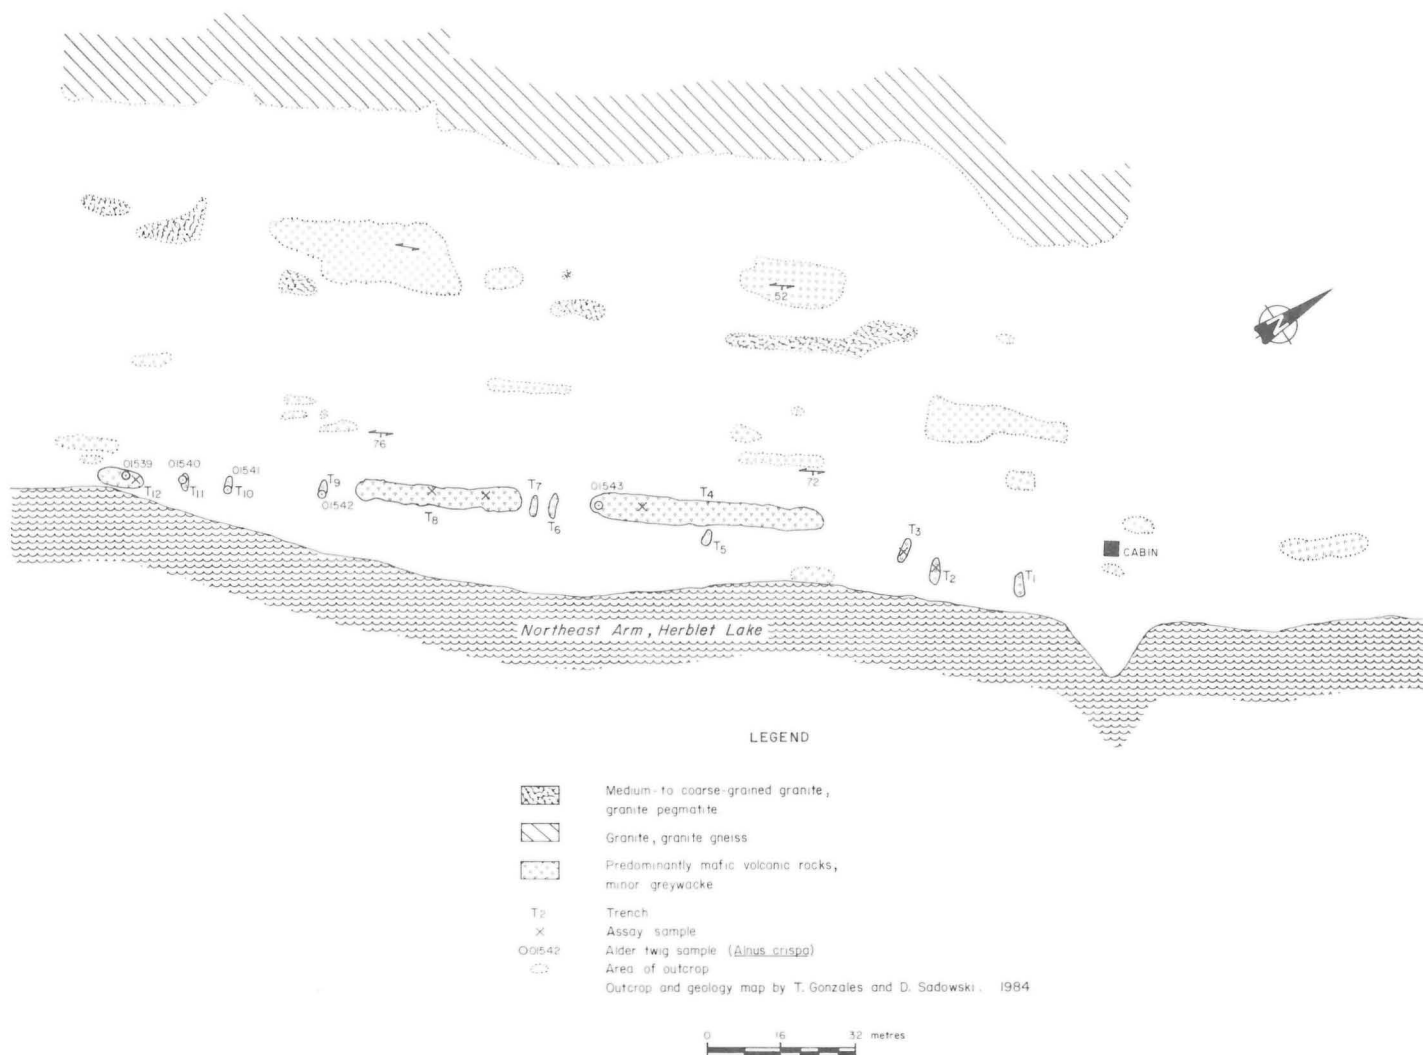 52
N
76
01539
01540
01541
T9
T7
01543
T4
72
T12
T11
T10
01542
T8
T6
T5
T3
T2
T1
CABIN
Northeast Arm, Herblet Lake
LEGEND
Medium- to coarse-grained granite,
granite pegmatite
Granite, granite gneiss
Predominantly mafic volcanic rocks,
minor greywacke
T2 Trench
Assay sample
01542 Alder twig sample (Alnus crispa)
Area of outcrop
Outcrop and geology map by T. Gonzales and D. Sadowski. 1984
0 16 32 metres